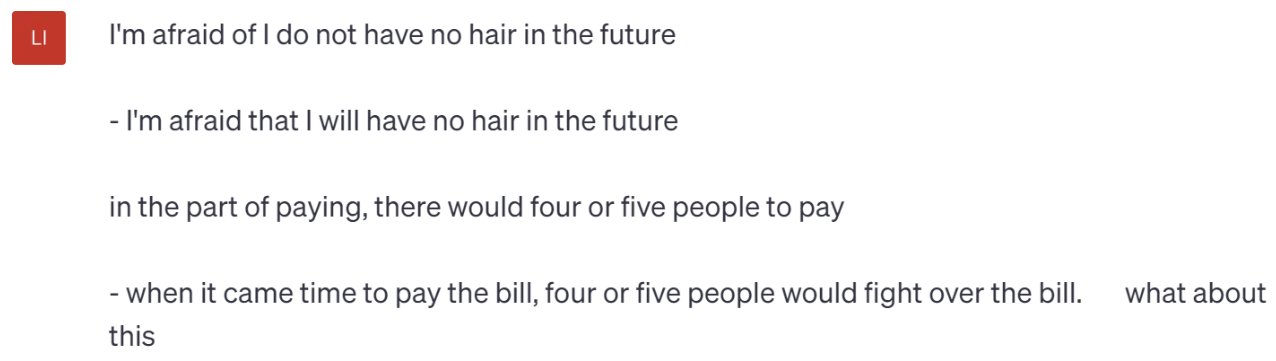 LI
I'm afraid of I do not have no hair in the future
- I'm afraid that I will have no hair in the future
in the part of paying, there would four or five people to pay
- when it came time to pay the bill, four or five people would fight over the bill. what about
this